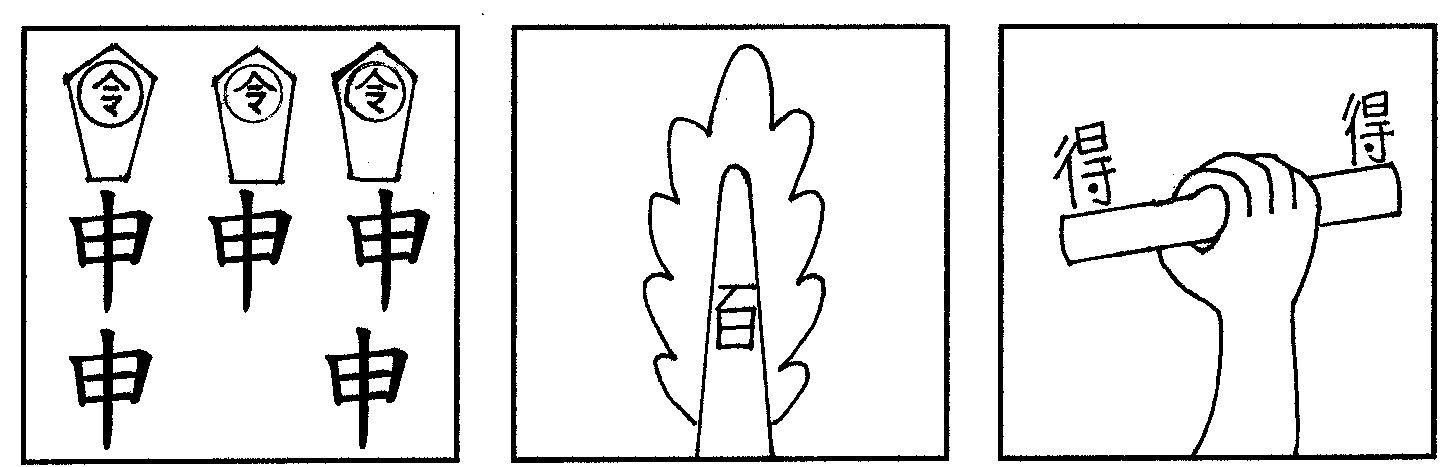 令 令 令
申 申 申
申 申
百
得 得